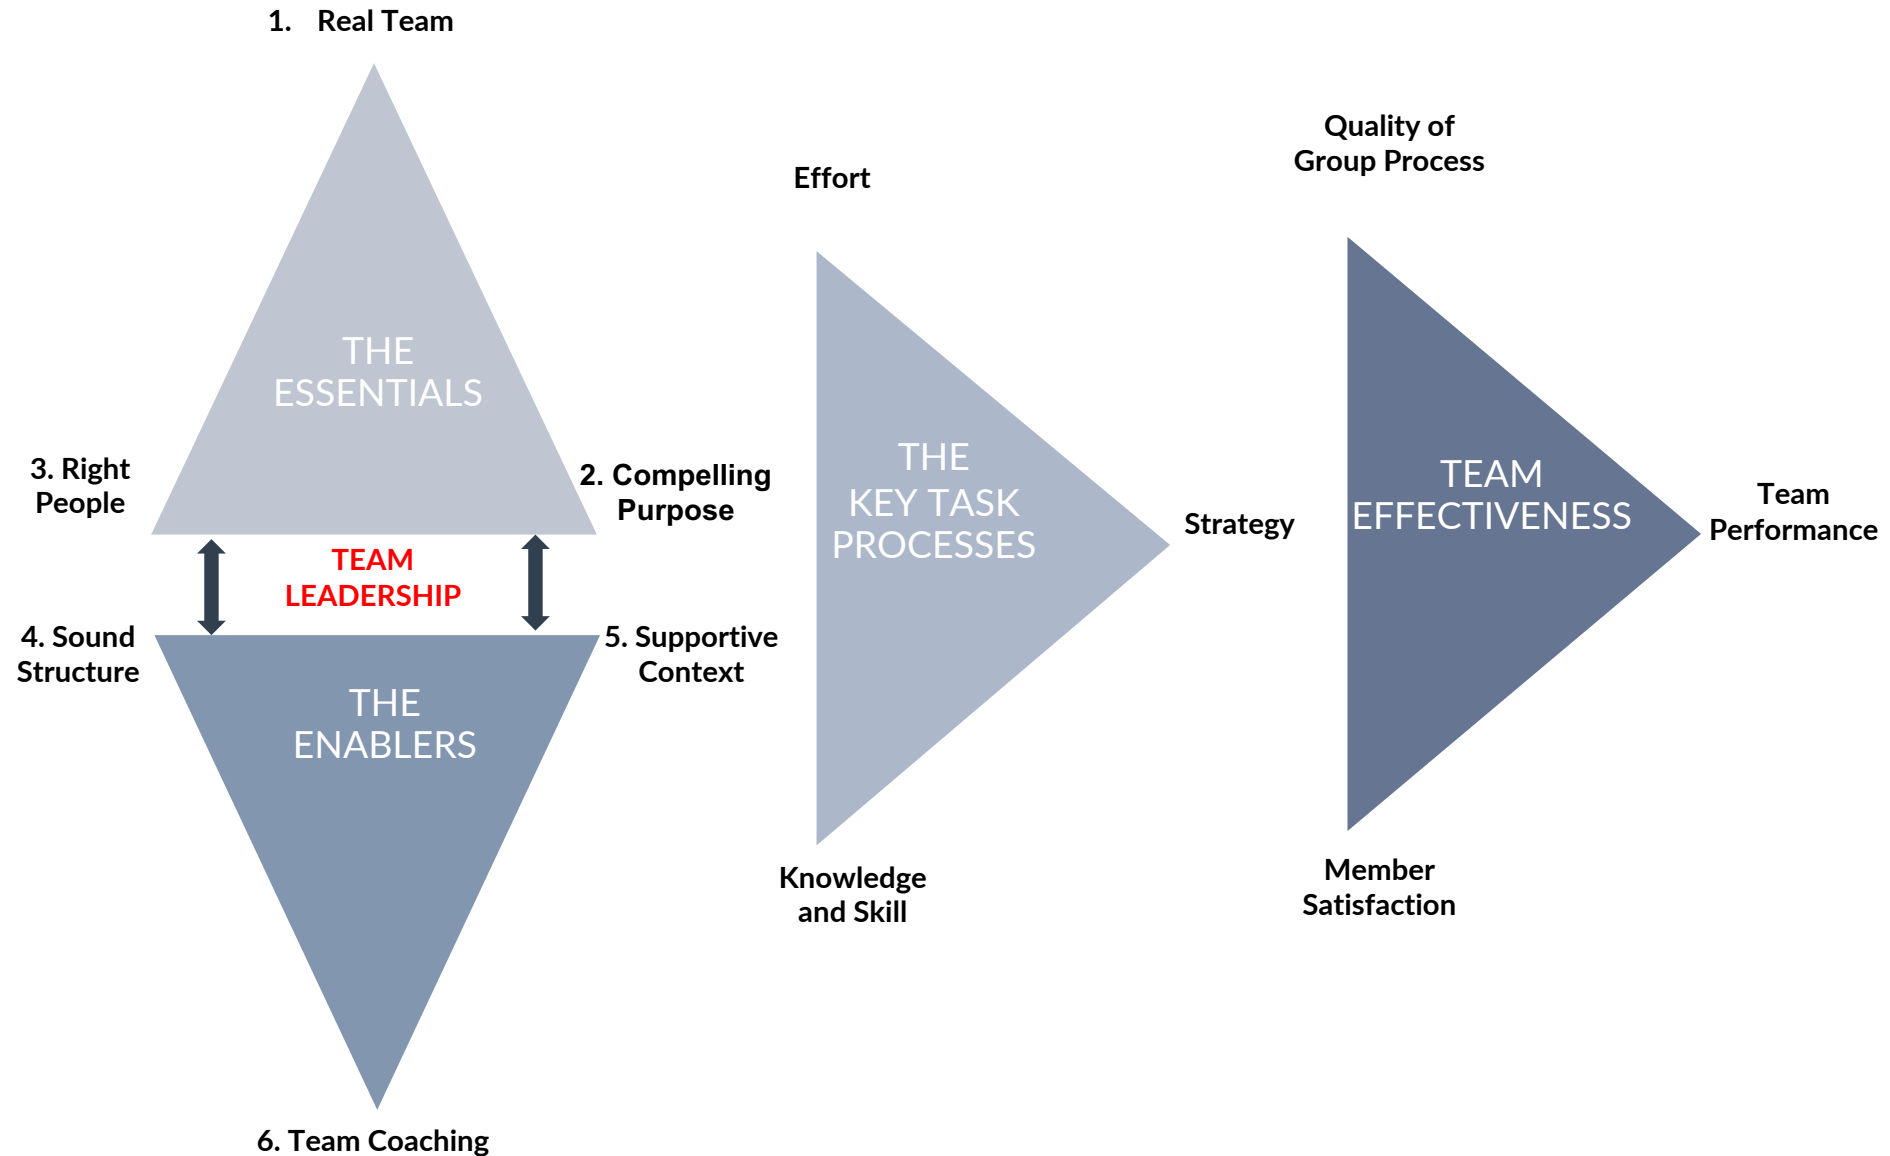 1. Real Team
THE
ESSENTIALS
3. Right
People
2. Compelling
Purpose
TEAM
LEADERSHIP
4. Sound
Structure
5. Supportive
Context
THE
ENABLERS
6. Team Coaching
Effort
THE
KEY TASK
PROCESSES
Strategy
Knowledge
and Skill
Quality of
Group Process
TEAM
EFFECTIVENESS
Team
Performance
Member
Satisfaction